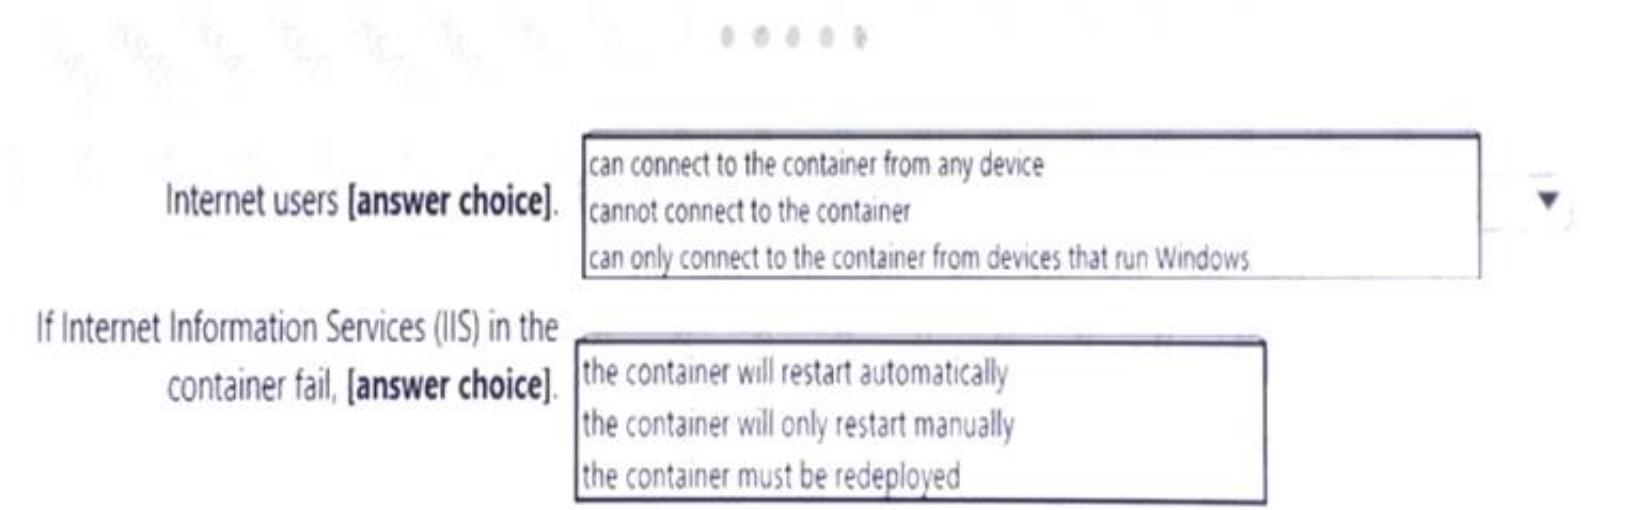 Internet users [answer choice].
can connect to the container from any device
cannot connect to the container
can only connect to the container from devices that run Windows
If Internet Information Services (IIS) in the
container fail, [answer choice].
the container will restart automatically
the container will only restart manually
the container must be redeployed